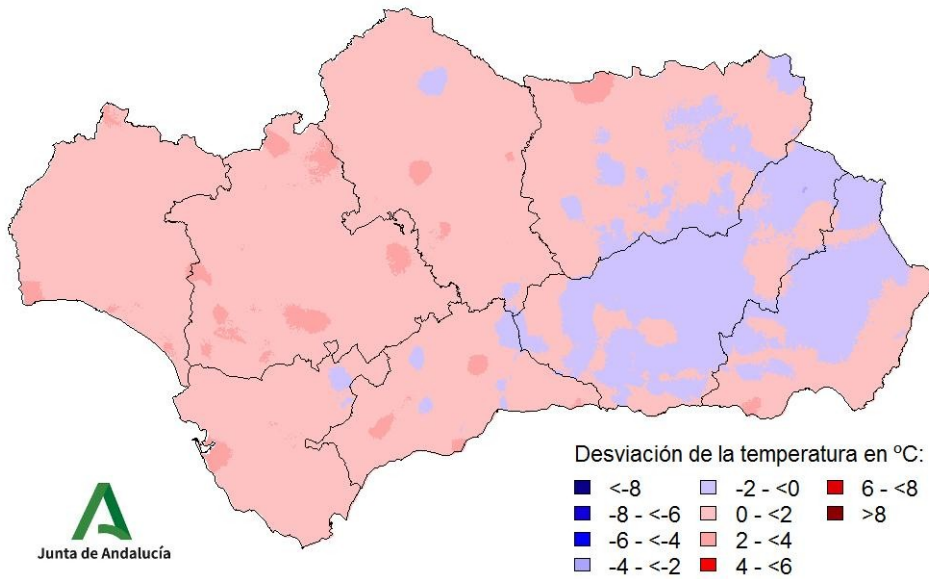 Desviación de la temperatura en ºC:
<-8 -2 - <0 6 - <8
-8 - <-6 0 - <2 >8
-6 - <-4 2 - <4
-4 - <-2 4 - <6
Junta de Andalucía